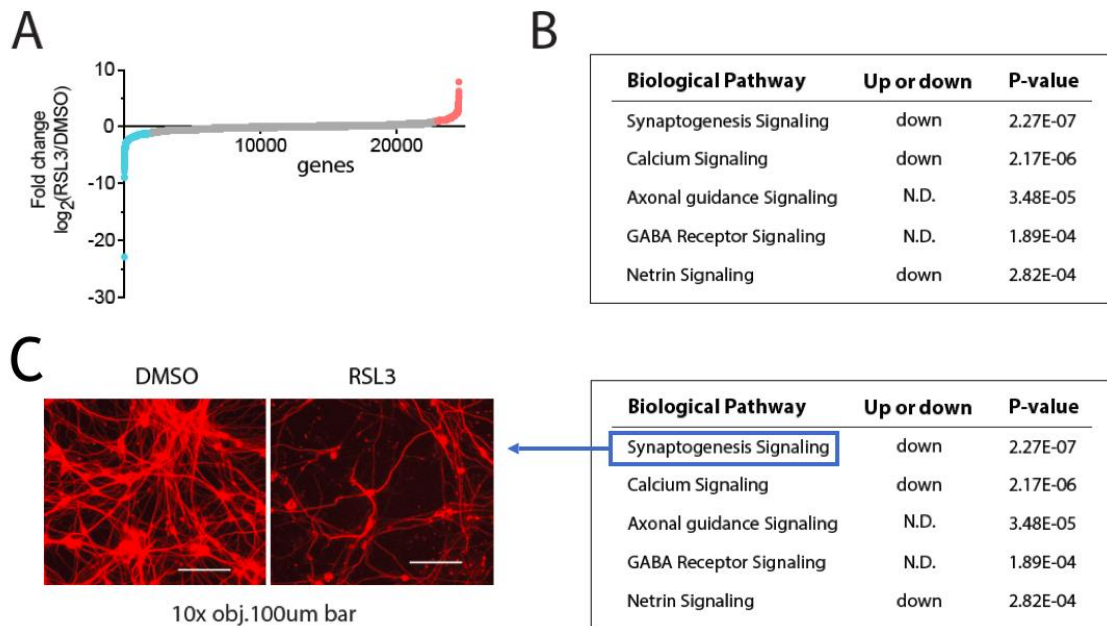 A
Fold change
log2(RSL3/DMSO)
10
0
-10
-20
-30
10000
20000
genes
B
Biological Pathway Up or down P-value
Synaptogenesis Signaling down 2.27E-07
Calcium Signaling down 2.17E-06
Axonal guidance Signaling N.D. 3.48E-05
GABA Receptor Signaling N.D. 1.89E-04
Netrin Signaling down 2.82E-04
C
DMSO RSL3
10x obj.100um bar
Biological Pathway Up or down P-value
Synaptogenesis Signaling down 2.27E-07
Calcium Signaling down 2.17E-06
Axonal guidance Signaling N.D. 3.48E-05
GABA Receptor Signaling N.D. 1.89E-04
Netrin Signaling down 2.82E-04